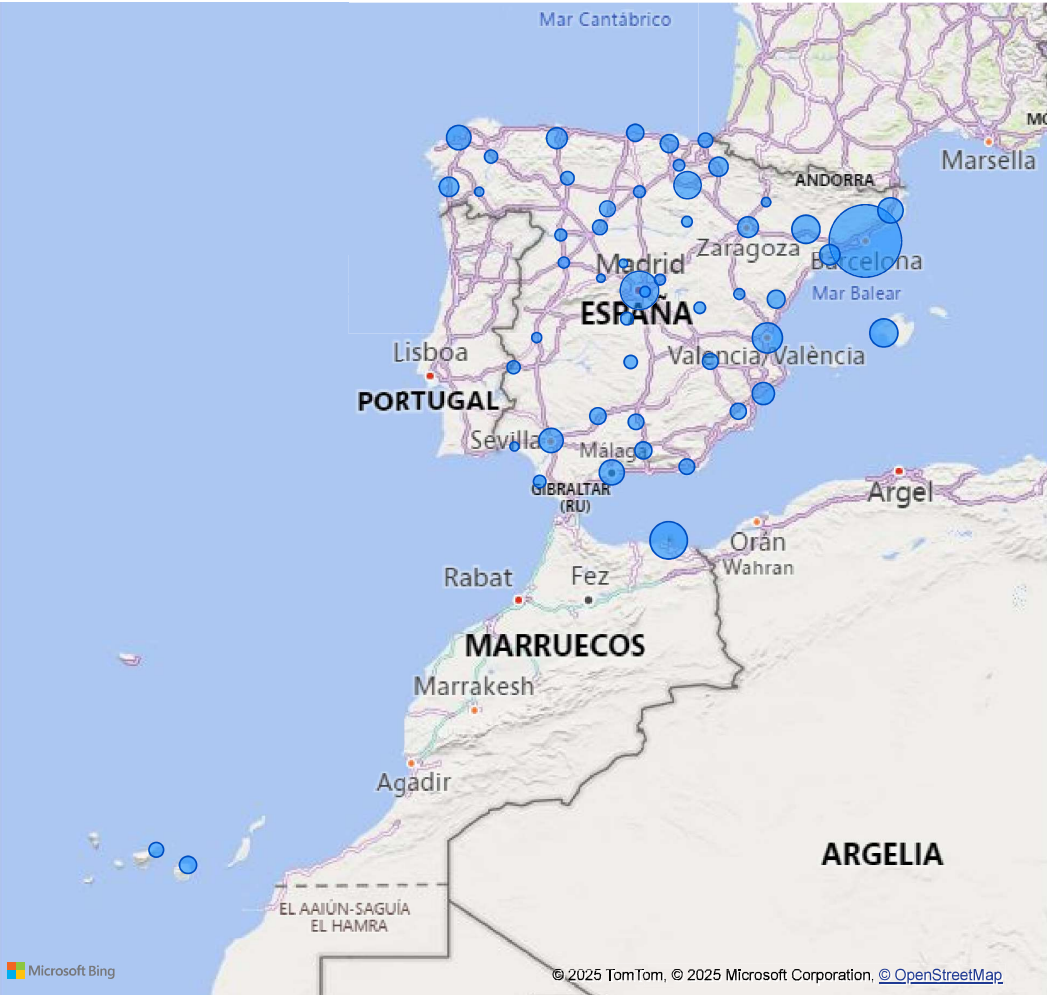 Mar Cantábrico
MO
Marsella
ANDORRA
Zaragoza
Barcelona
Madrid
Mar Balear
ESPAÑA
Lisboa
Valencia/València
PORTUGAL
Sevilla
Málaga
GIBRALTAR
(RU)
Argel
Orán
Wahran
Rabat
Fez
MARRUECOS
Marrakesh
Agadir
ARGELIA
EL AAIÚN-SAGUÍA
EL HAMRA
Microsoft Bing
© 2025 TomTom, © 2025 Microsoft Corporation, © OpenStreetMap